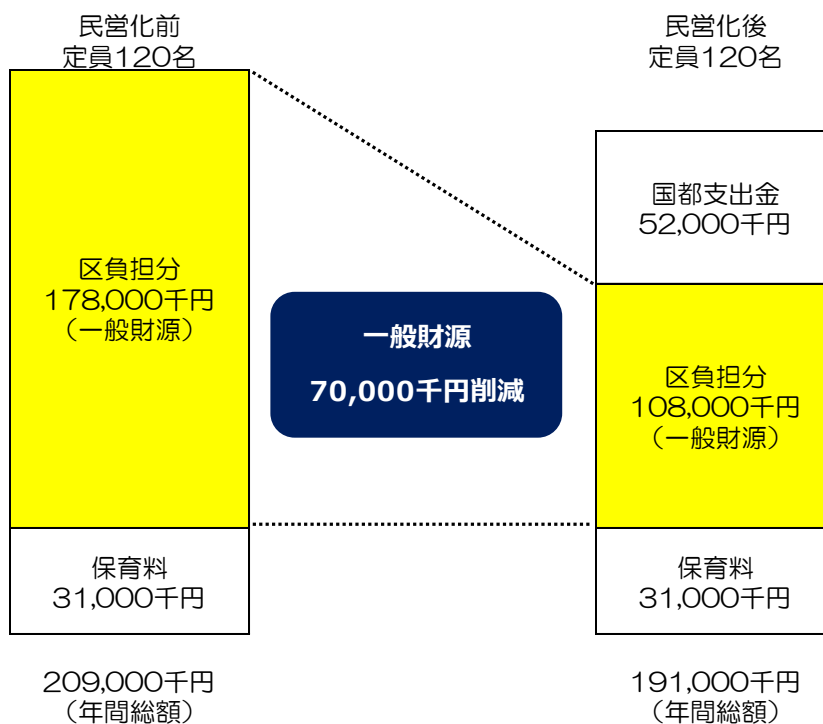 民営化前
定員120名
区負担分
178,000千円
（一般財源）
保育料
31,000千円
209,000千円
（年間総額）
一般財源
70,000千円削減
民営化後
定員120名
国都支出金
52,000千円
区負担分
108,000千円
（一般財源）
保育料
31,000千円
191,000千円
（年間総額）